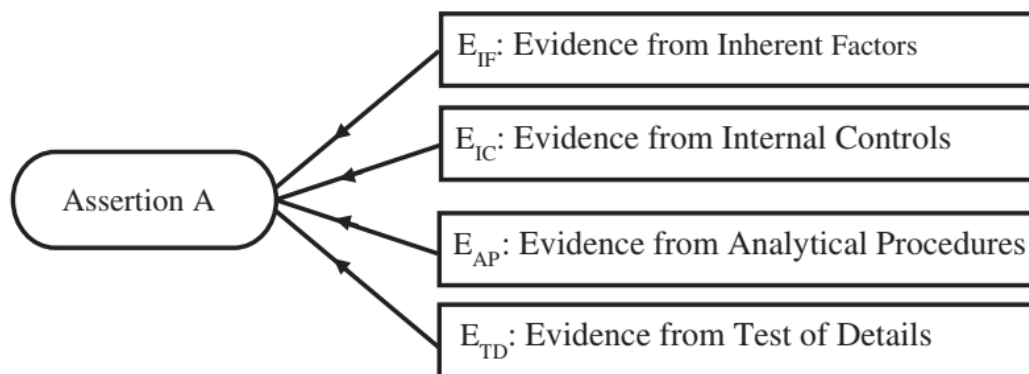 E_IF: Evidence from Inherent Factors
E_IC: Evidence from Internal Controls
Assertion A
E_AP: Evidence from Analytical Procedures
E_TD: Evidence from Test of Details